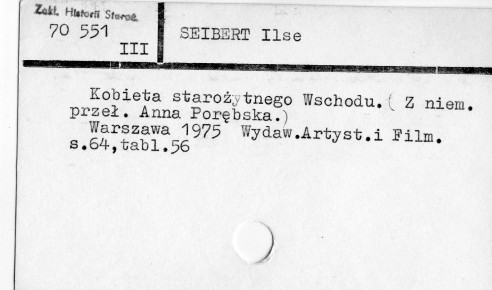 Zakł. Historii Staroż.
70 551
III
SEIBERT Ilse
Kobieta starożytnego Wschodu.( Z niem.
przeł. Anna Porębska.)
Warszawa 1975 Wydaw.Artyst.i Film.
s.64,tabl.56